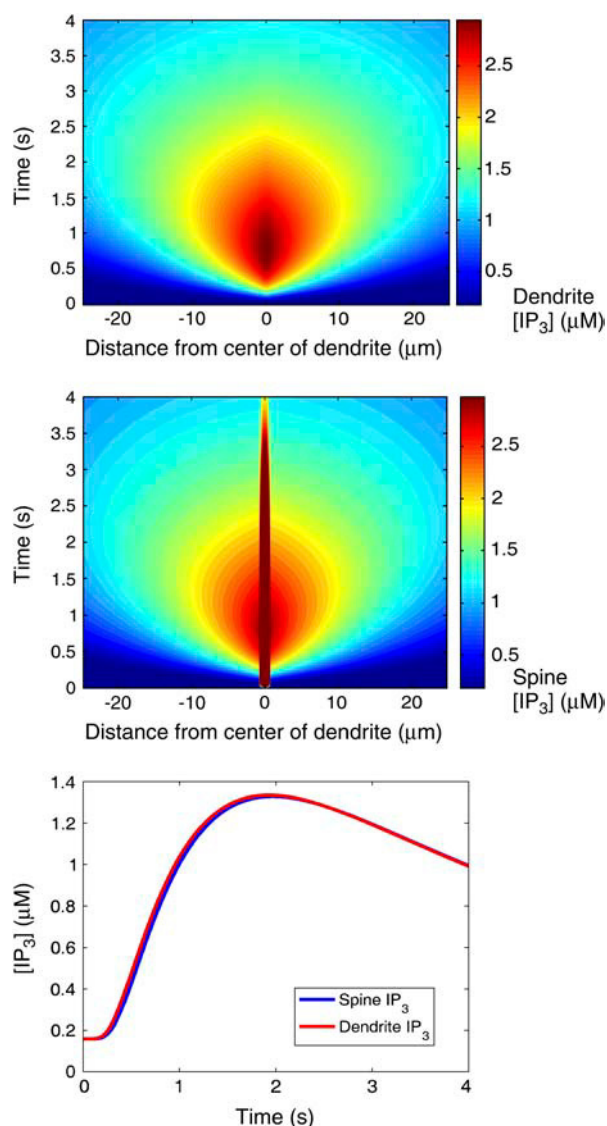 4
3.5
3
2.5
2
1.5
1
0.5
0
Time (s)
-20 -10 0 10 20
Distance from center of dendrite (μm)
2.5
2
1.5
1
0.5
Dendrite
[IP3] (μM)
4
3.5
3
2.5
2
1.5
1
0.5
0
Time (s)
-20 -10 0 10 20
Distance from center of dendrite (μm)
2.5
2
1.5
1
0.5
Spine
[IP3] (μM)
1.4
1.2
1
0.8
0.6
0.4
0.2
0
[IP3] (μM)
Spine IP3
Dendrite IP3
0 1 2 3 4
Time (s)